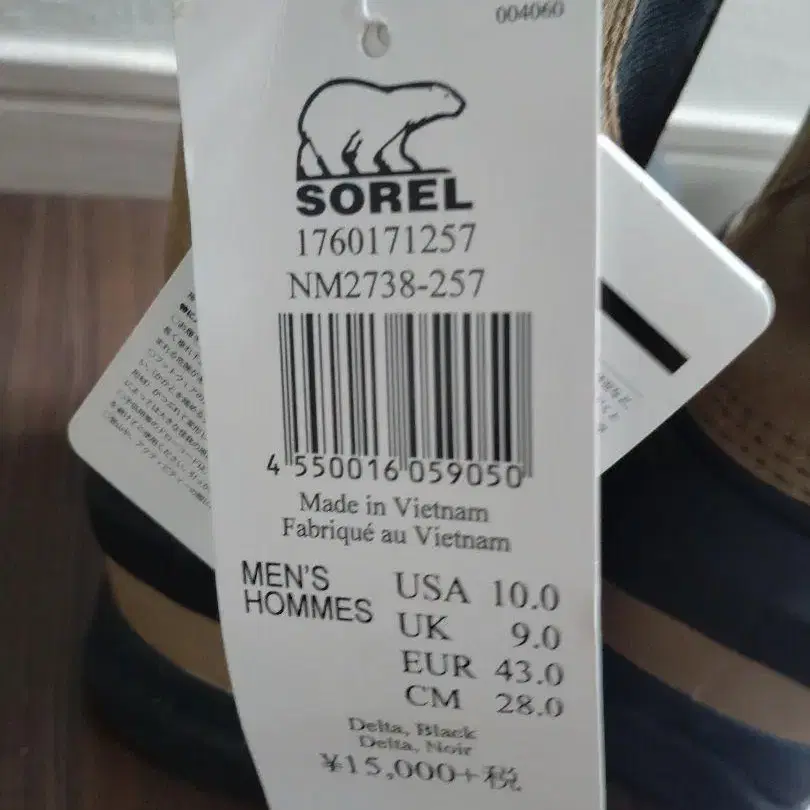 004060
SOREL
1760171257
NM2738-257
4 550016 059050
Made in Vietnam
Fabriqué au Vietnam
MEN'S
HOMMES
USA 10.0
UK 9.0
EUR 43.0
CM 28.0
Delta, Black
Delta, Noir
¥15,000+税